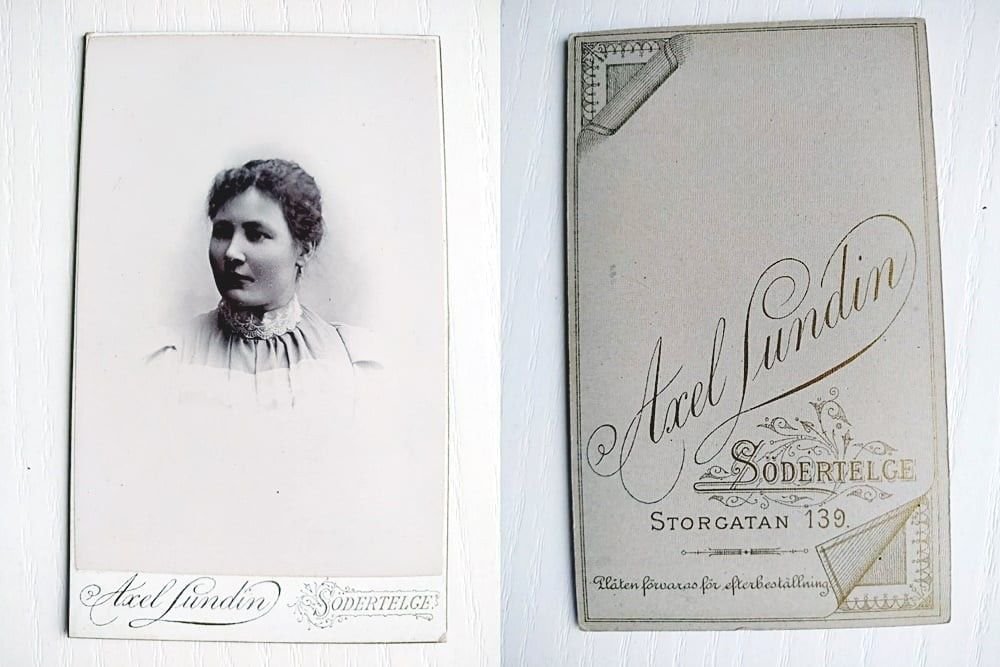 Axel Lundin SÖDERTELGE
Axel Lundin
SÖDERTELGE
STORGATAN 139.
Plåten förvaras för efterbeställning